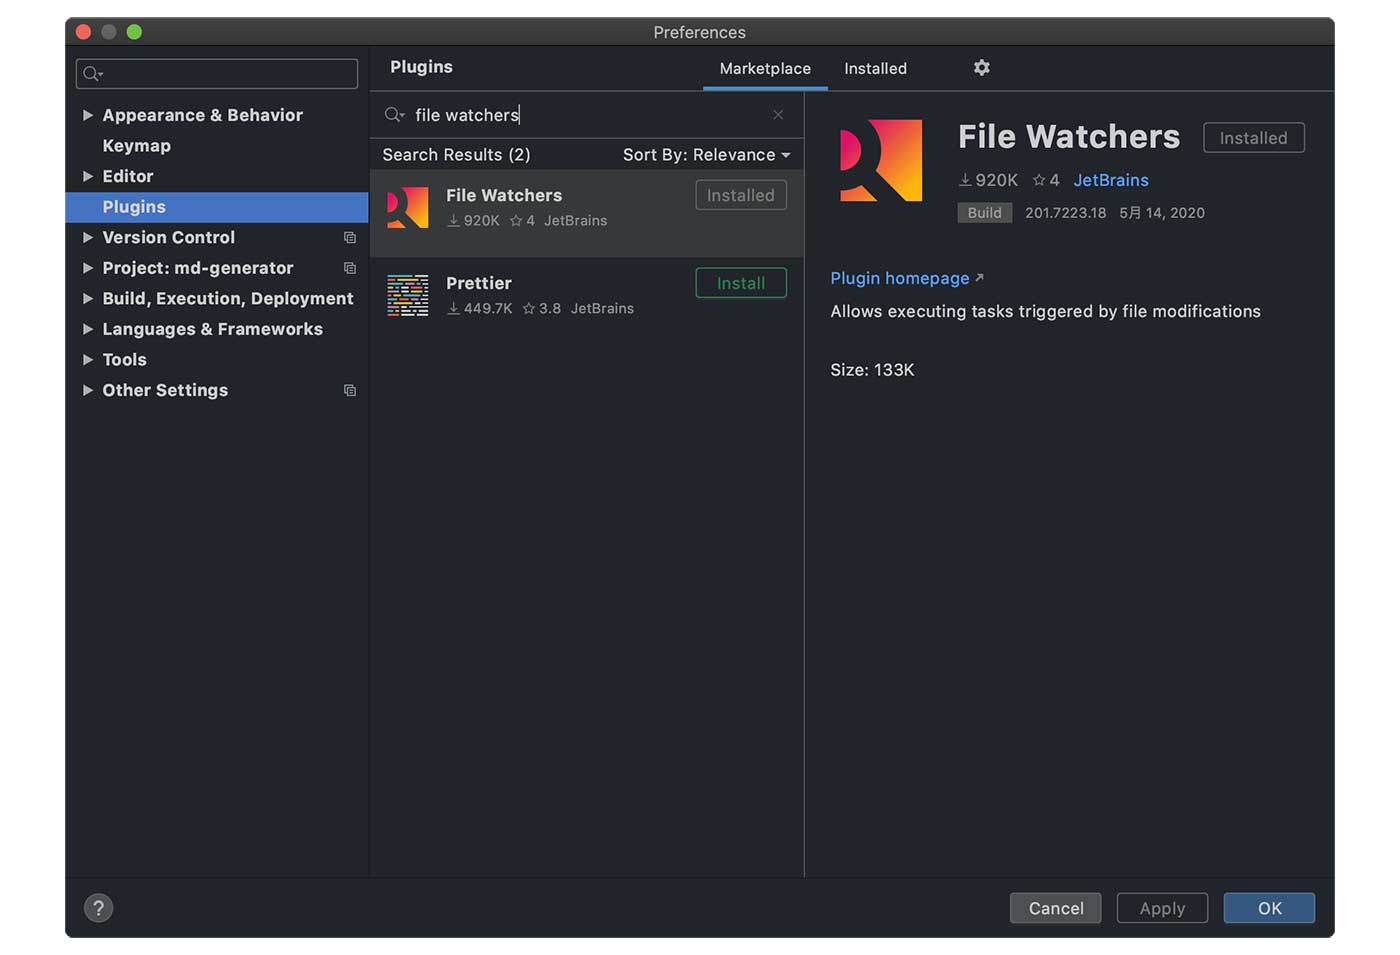 Preferences
Appearance & Behavior
Keymap
Editor
Plugins
Version Control
Project: md-generator
Build, Execution, Deployment
Languages & Frameworks
Tools
Other Settings
Plugins
Marketplace
Installed
file watchers
Search Results (2)
Sort By: Relevance
File Watchers
Installed
920K 4 JetBrains
Prettier
Install
449.7K 3.8 JetBrains
File Watchers
Installed
920K 4 JetBrains
Build 201.7223.18 5月 14, 2020
Plugin homepage
Allows executing tasks triggered by file modifications
Size: 133K
?
Cancel
Apply
OK